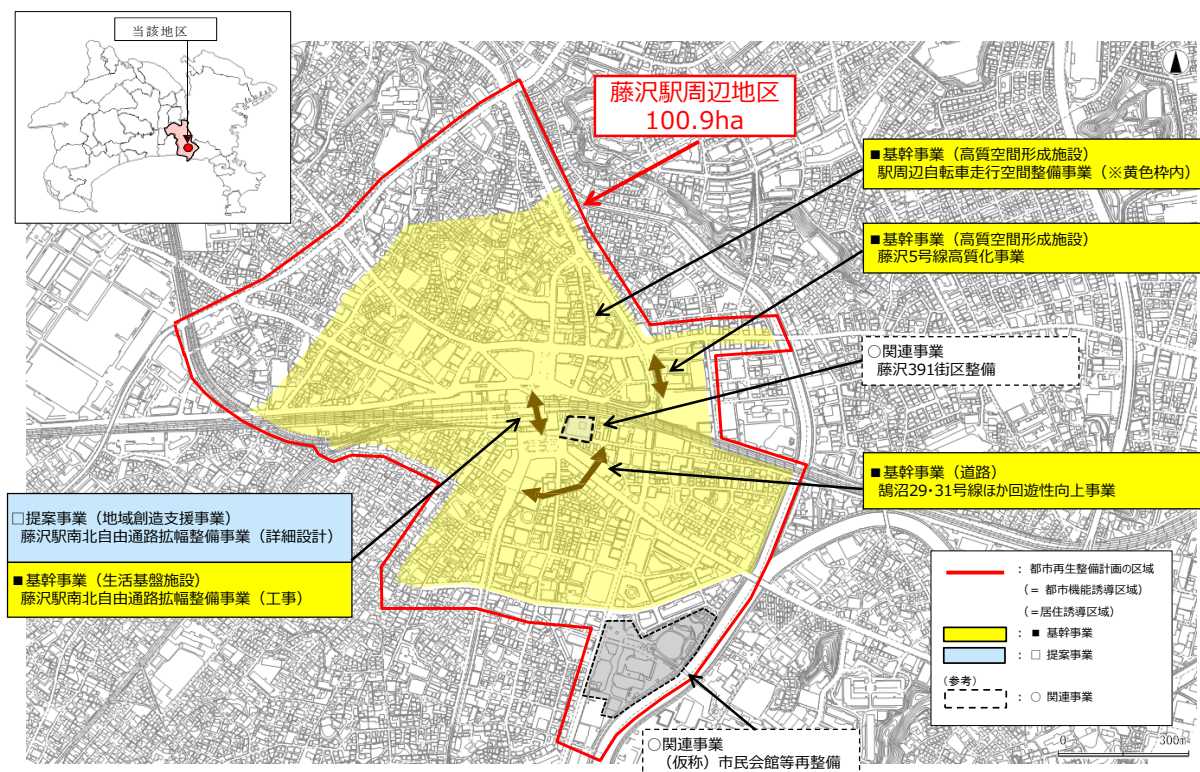 当該地区
藤沢駅周辺地区
100.9ha
■基幹事業（高質空間形成施設）
駅周辺自転車走行空間整備事業（※黄色枠内）
■基幹事業（高質空間形成施設）
藤沢5号線高質化事業
○関連事業
藤沢391街区整備
■基幹事業（道路）
鵠沼29・31号線ほか回遊性向上事業
□提案事業（地域創造支援事業）
藤沢駅南北自由通路拡幅整備事業（詳細設計）
■基幹事業（生活基盤施設）
藤沢駅南北自由通路拡幅整備事業（工事）
○関連事業
（仮称）市民会館等再整備
：都市再生整備計画の区域
（= 都市機能誘導区域）
（=居住誘導区域）
：■ 基幹事業
：□ 提案事業
(参考)
：○ 関連事業
0 300m